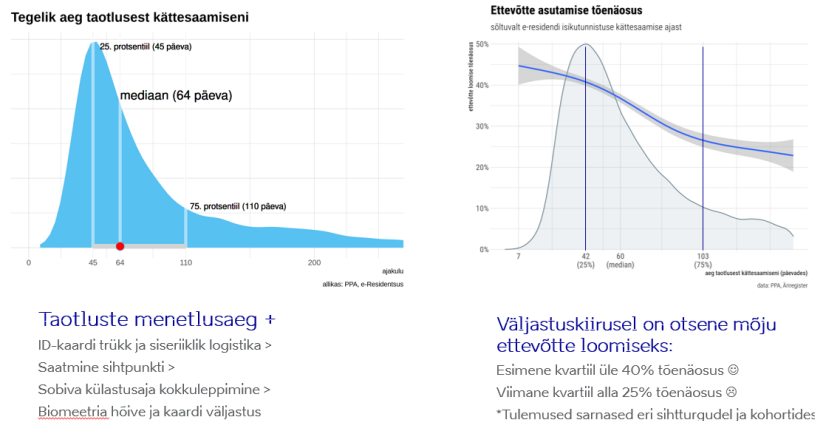 Tegelik aeg taotlusest kättesaamiseni
25. protsentiil (45 päeva)
mediaan (64 päeva)
75. protsentiil (110 päeva)
0
45
64
110
200
ajakulu
allikas: PPA, e-Residentsus
Taotluste menetlusaeg +
ID-kaardi trükk ja siseriiklik logistika >
Saatmine sihtpunkti >
Sobiva külastusaja kokkuleppimine >
Biomeetria hõive ja kaardi väljastus
Ettevõtte asutamise tõenäosus
sõltuvalt e-residendi isikutunnistuse kättesaamise ajast
ettevõtte loomise tõenäosus
50%
40%
30%
20%
10%
0%
7
42
(25%)
60
(median)
103
(75%)
aeg taotlusest kättesaamiseni (päevades)
data: PPA, Äriregister
Väljastuskiirusel on otsene mõju
ettevõtte loomiseks:
Esimene kvartiil üle 40% tõenäosus ☺
Viimane kvartiil alla 25% tõenäosus ☹
*Tulemused sarnased eri sihtturgudel ja kohortides